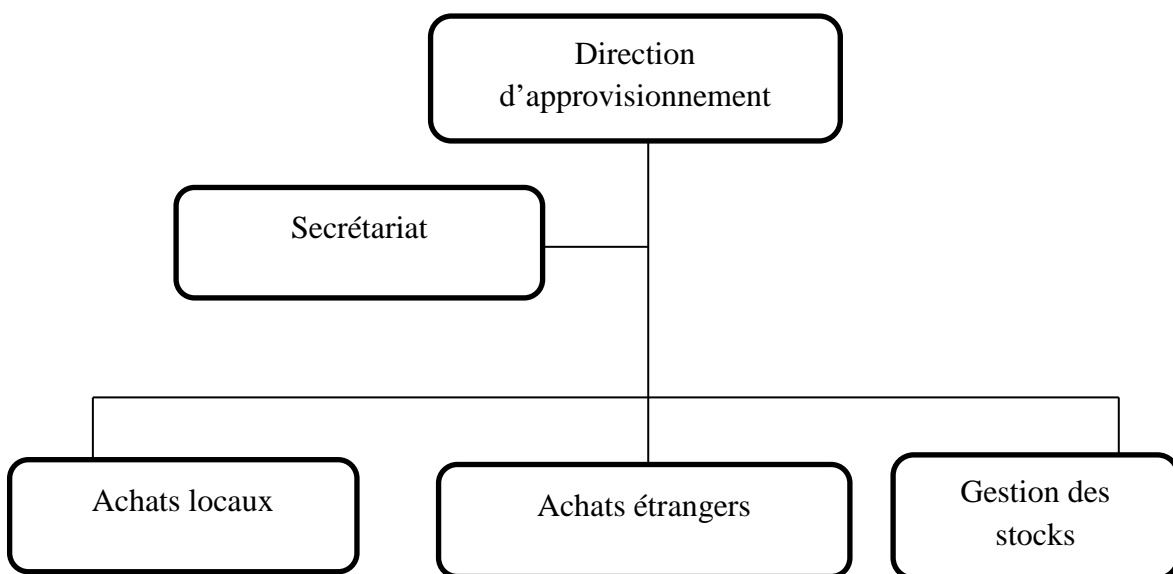 Direction
d’approvisionnement
Secrétariat
Achats locaux
Achats étrangers
Gestion des
stocks